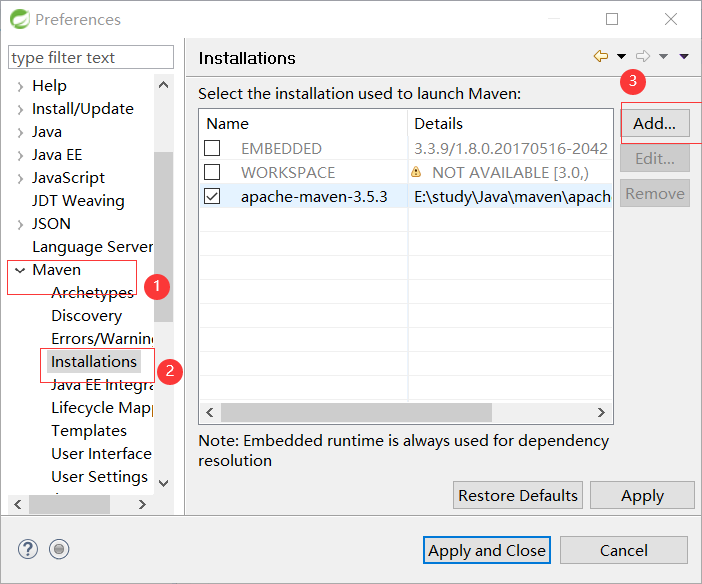 Preferences
type filter text
Help
Install/Update
Java
Java EE
JavaScript
JDT Weaving
JSON
Language Server
Maven
1
Archetypes
Discovery
Errors/Warnin
Installations
2
Java EE Integra
Lifecycle Mapp
Templates
User Interface
User Settings
Installations
3
Select the installation used to launch Maven:
Name Details
EMBEDDED 3.3.9/1.8.0.20170516-2042
WORKSPACE NOT AVAILABLE [3.0,)
apache-maven-3.5.3 E:\study\Java\maven\apache
Add...
Edit...
Remove
Note: Embedded runtime is always used for dependency
resolution
Restore Defaults Apply
? Apply and Close Cancel